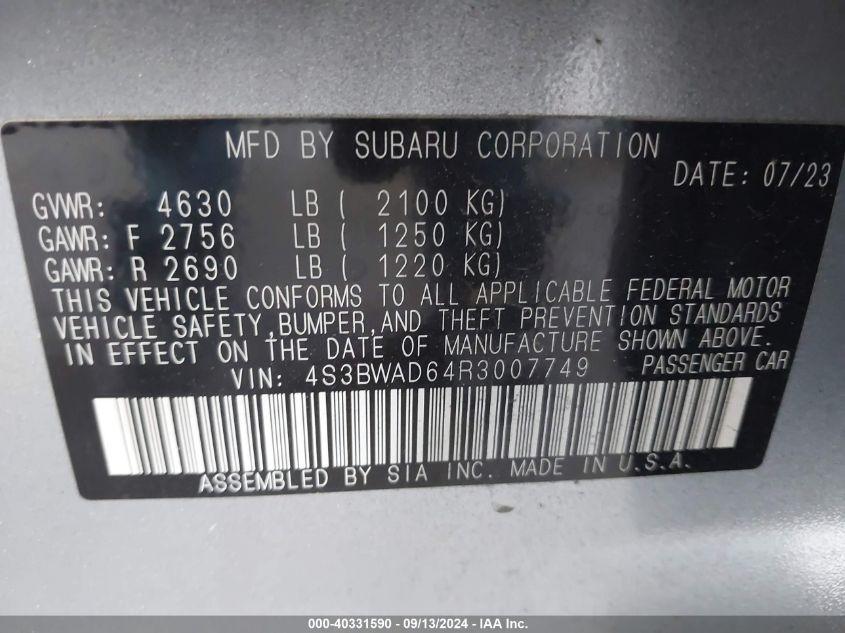 MFD BY SUBARU CORPORATION
DATE: 07/23
GVWR: 4630 LB ( 2100 KG)
GAWR: F 2756 LB ( 1250 KG)
GAWR: R 2690 LB ( 1220 KG)
THIS VEHICLE CONFORMS TO ALL APPLICABLE FEDERAL MOTOR
VEHICLE SAFETY,BUMPER,AND THEFT PREVENTION STANDARDS
IN EFFECT ON THE DATE OF MANUFACTURE SHOWN ABOVE.
VIN: 4S3BWAD64R3007749 PASSENGER CAR
ASSEMBLED BY SIA INC. MADE IN U.S.A.
000-40331590 - 09/13/2024 - IAA Inc.